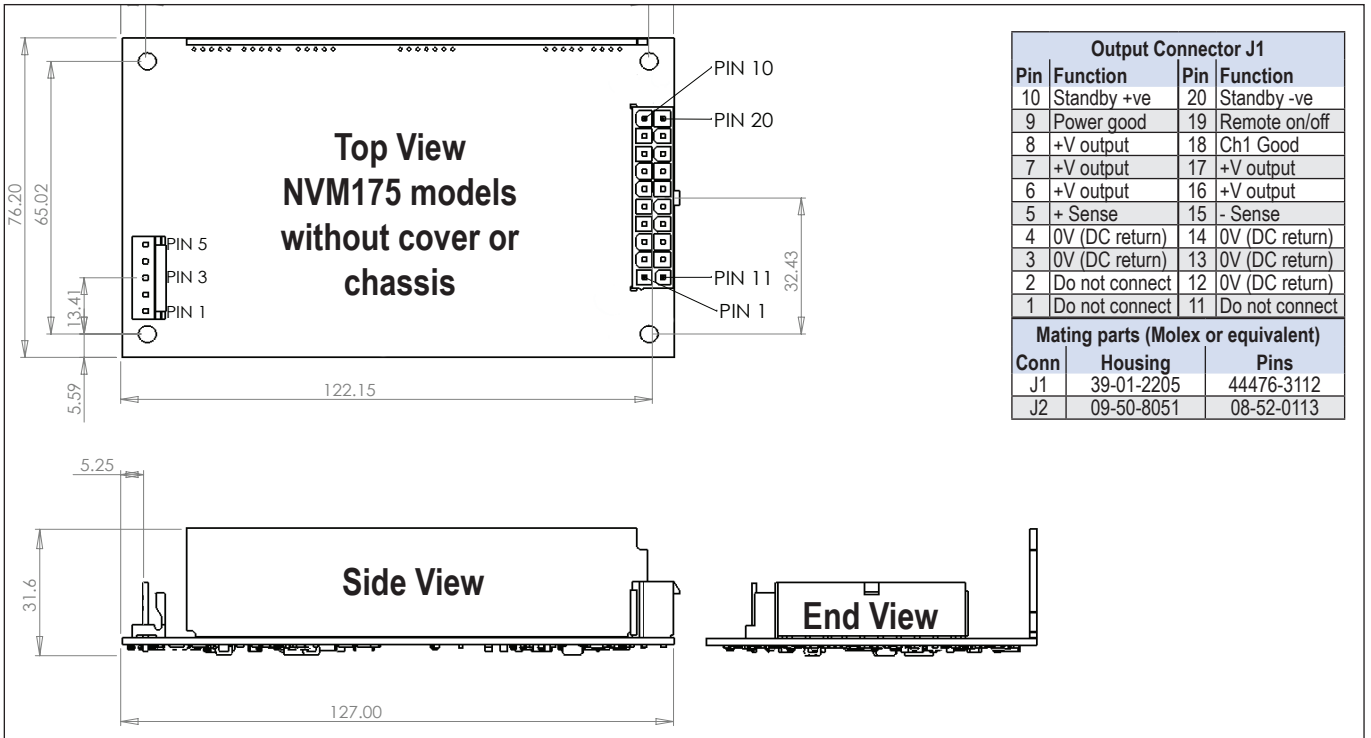 PIN 10
PIN 20
Top View
NVM175 models
without cover or
chassis
76.20
65.02
PIN 5
PIN 3
PIN 1
13.41
5.59
32.43
PIN 11
PIN 1
122.15
Output Connector J1
Pin Function Pin Function
10 Standby +ve 20 Standby -ve
9 Power good 19 Remote on/off
8 +V output 18 Ch1 Good
7 +V output 17 +V output
6 +V output 16 +V output
5 + Sense 15 - Sense
4 0V (DC return) 14 0V (DC return)
3 0V (DC return) 13 0V (DC return)
2 Do not connect 12 0V (DC return)
1 Do not connect 11 Do not connect
Mating parts (Molex or equivalent)
Conn Housing Pins
J1 39-01-2205 44476-3112
J2 09-50-8051 08-52-0113
5.25
31.6
Side View
End View
127.00